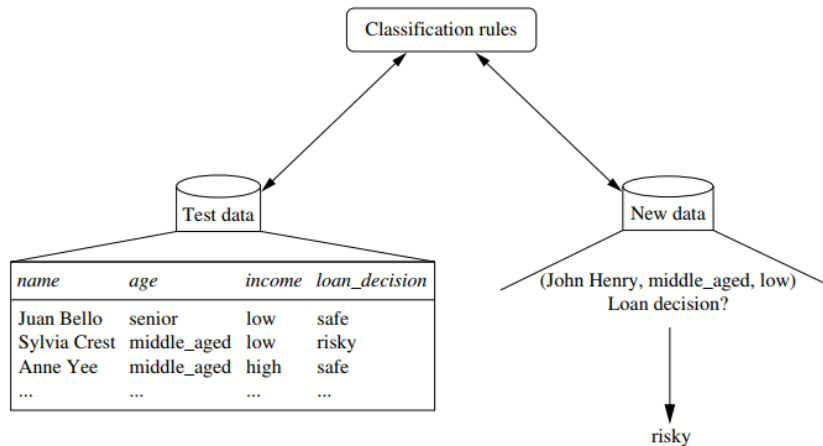 Classification rules
Test data
name age income loan_decision
Juan Bello senior low safe
Sylvia Crest middle_aged low risky
Anne Yee middle_aged high safe
... ... ... ...
New data
(John Henry, middle_aged, low)
Loan decision?
risky